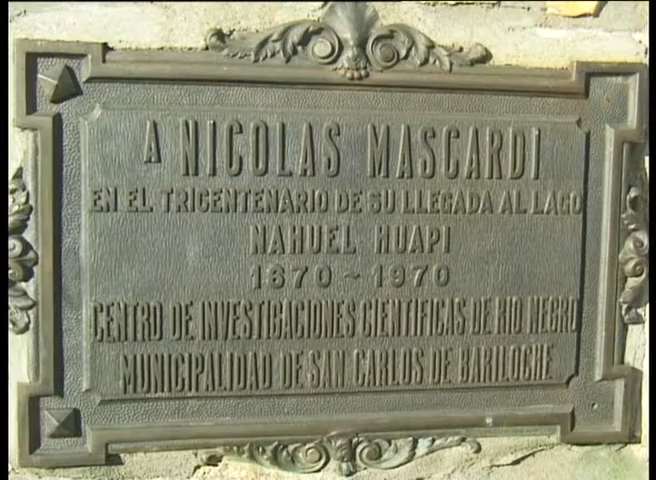 A NICOLAS MASCARDI
EN EL TRICENTENARIO DE SU LLEGADA AL LAGO
NAHUEL HUAPI
1670 ~ 1970
CENTRO DE INVESTIGACIONES CIENTIFICAS DE RIO NEGRO
MUNICIPALIDAD DE SAN CARLOS DE BARILOCHE